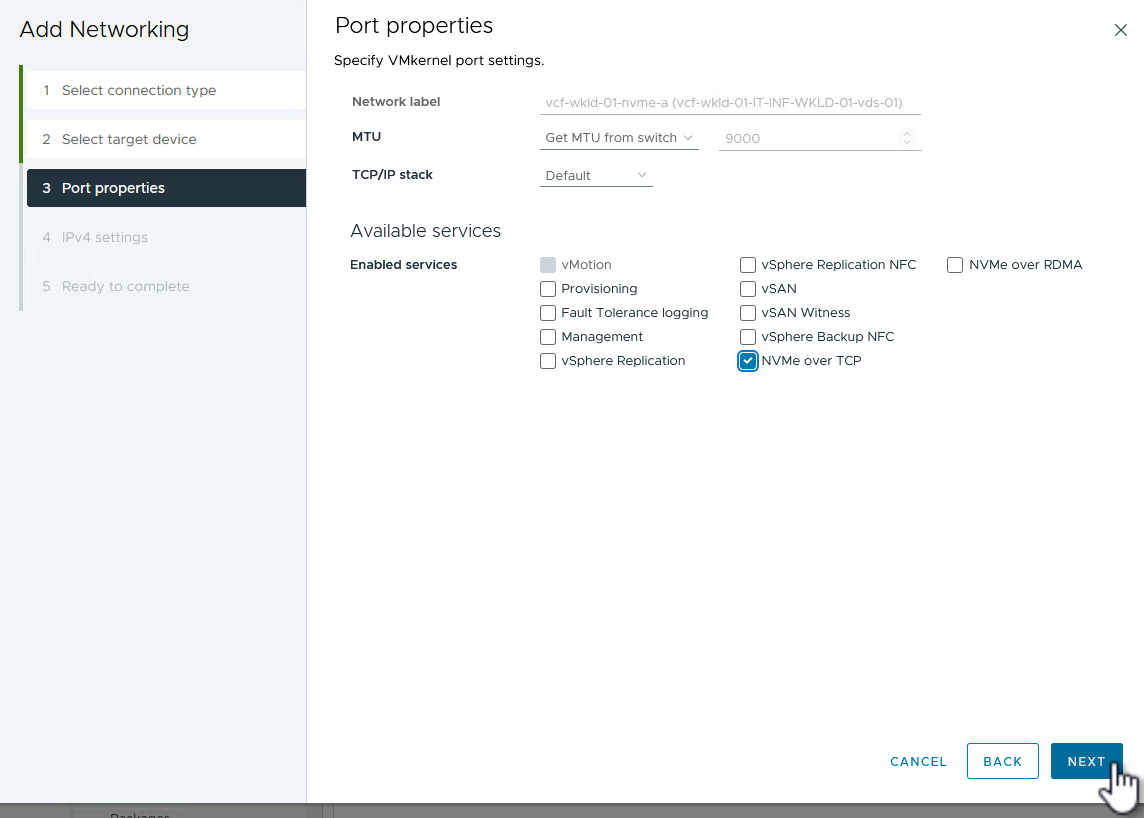 Add Networking
1 Select connection type
2 Select target device
3 Port properties
4 IPv4 settings
5 Ready to complete
Port properties
Specify VMkernel port settings.
Network label vcf-wkld-01-nvme-a (vcf-wkld-01-IT-INF-WKLD-01-vds-01)
MTU Get MTU from switch 9000
TCP/IP stack Default
Available services
Enabled services vMotion vSphere Replication NFC NVMe over RDMA
Provisioning vSAN
Fault Tolerance logging vSAN Witness
Management vSphere Backup NFC
vSphere Replication NVMe over TCP
CANCEL BACK NEXT
Packages